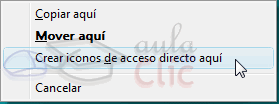 Copiar aquí
Mover aquí
Crear iconos de acceso directo aquí
Cancelar
aula
Clic